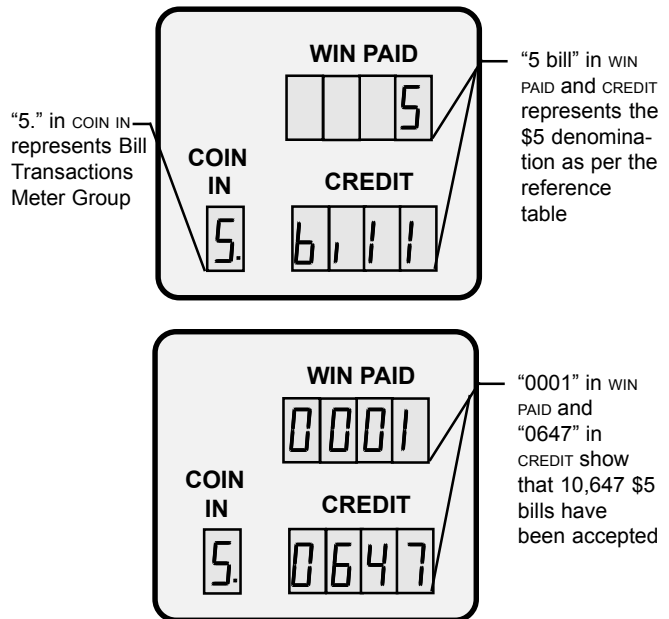 WIN PAID
5
COIN
IN
CREDIT
5.
bill
“5.” in COIN IN
represents Bill
Transactions
Meter Group
“5 bill” in WIN
PAID and CREDIT
represents the
$5 denomina-
tion as per the
reference
table
WIN PAID
0001
COIN
IN
CREDIT
5.
0647
“0001” in WIN
PAID and
“0647” in
CREDIT show
that 10,647 $5
bills have
been accepted